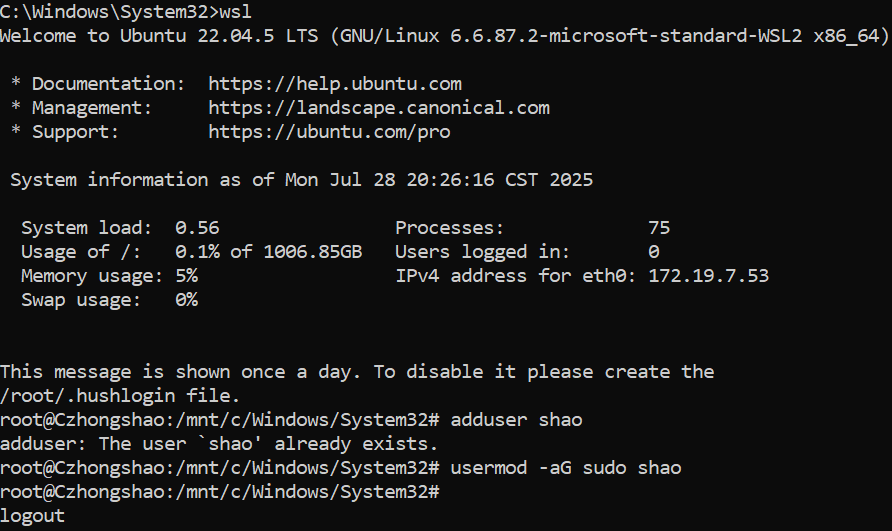 C:\Windows\System32>wsl
Welcome to Ubuntu 22.04.5 LTS (GNU/Linux 6.6.87.2-microsoft-standard-WSL2 x86_64)
 * Documentation:  https://help.ubuntu.com
 * Management:     https://landscape.canonical.com
 * Support:        https://ubuntu.com/pro
 System information as of Mon Jul 28 20:26:16 CST 2025
  System load:  0.56                Processes:             75
  Usage of /:   0.1% of 1006.85GB   Users logged in:       0
  Memory usage: 5%                  IPv4 address for eth0: 172.19.7.53
  Swap usage:   0%
This message is shown once a day. To disable it please create the
/root/.hushlogin file.
root@Czhongshao:/mnt/c/Windows/System32# adduser shao
adduser: The user `shao' already exists.
root@Czhongshao:/mnt/c/Windows/System32# usermod -aG sudo shao
root@Czhongshao:/mnt/c/Windows/System32#
logout